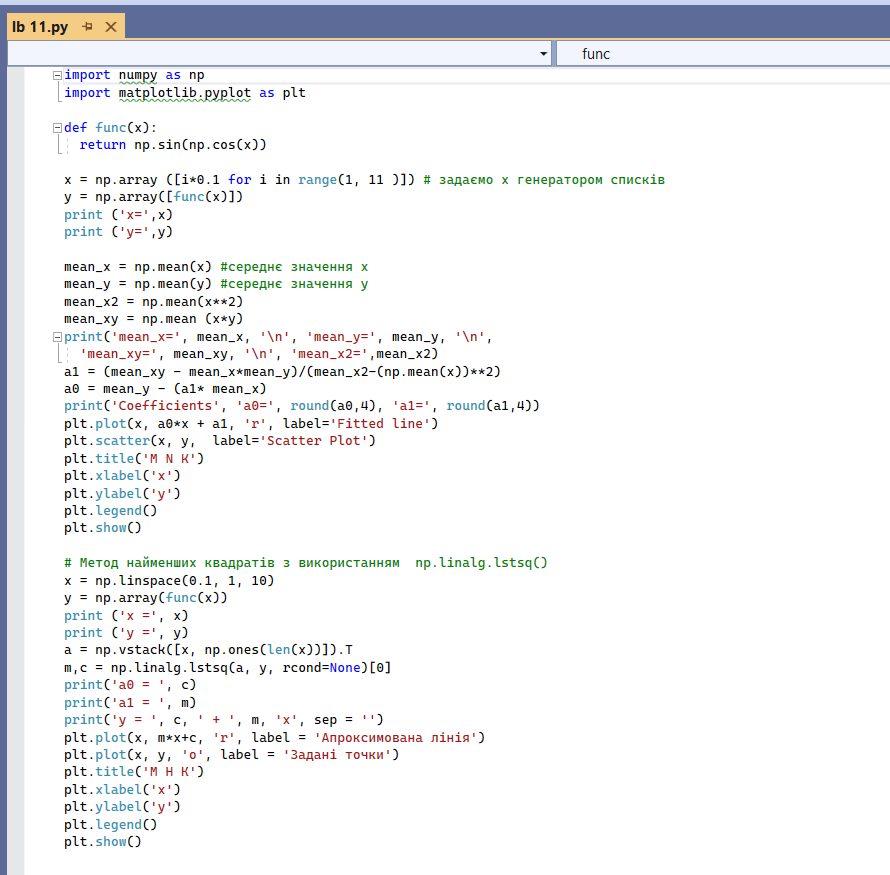 lb 11.py
func
import numpy as np
import matplotlib.pyplot as plt
def func(x):
return np.sin(np.cos(x))
x = np.array ([i*0.1 for i in range(1, 11 )]) # задаємо x генератором списків
y = np.array([func(x)])
print ('x=',x)
print ('y=',y)
mean_x = np.mean(x) #середнє значення x
mean_y = np.mean(y) #середнє значення y
mean_x2 = np.mean(x**2)
mean_xy = np.mean (x*y)
print('mean_x=', mean_x, '\n', 'mean_y=', mean_y, '\n',
'mean_xy=', mean_xy, '\n', 'mean_x2=',mean_x2)
a1 = (mean_xy - mean_x*mean_y)/(mean_x2-(np.mean(x))**2)
a0 = mean_y - (a1* mean_x)
print('Coefficients', 'a0=', round(a0,4), 'a1=', round(a1,4))
plt.plot(x, a0*x + a1, 'r', label='Fitted line')
plt.scatter(x, y,  label='Scatter Plot')
plt.title('M N K')
plt.xlabel('x')
plt.ylabel('y')
plt.legend()
plt.show()
# Метод найменших квадратів з використанням  np.linalg.lstsq()
x = np.linspace(0.1, 1, 10)
y = np.array(func(x))
print ('x =', x)
print ('y =', y)
a = np.vstack([x, np.ones(len(x))]).T
m,c = np.linalg.lstsq(a, y, rcond=None)[0]
print('a0 = ', c)
print('a1 = ', m)
print('y = ', c, ' + ', m, 'x', sep = '')
plt.plot(x, m*x+c, 'r', label = 'Апроксимована лінія')
plt.plot(x, y, 'o', label = 'Задані точки')
plt.title('М Н К')
plt.xlabel('x')
plt.ylabel('y')
plt.legend()
plt.show()